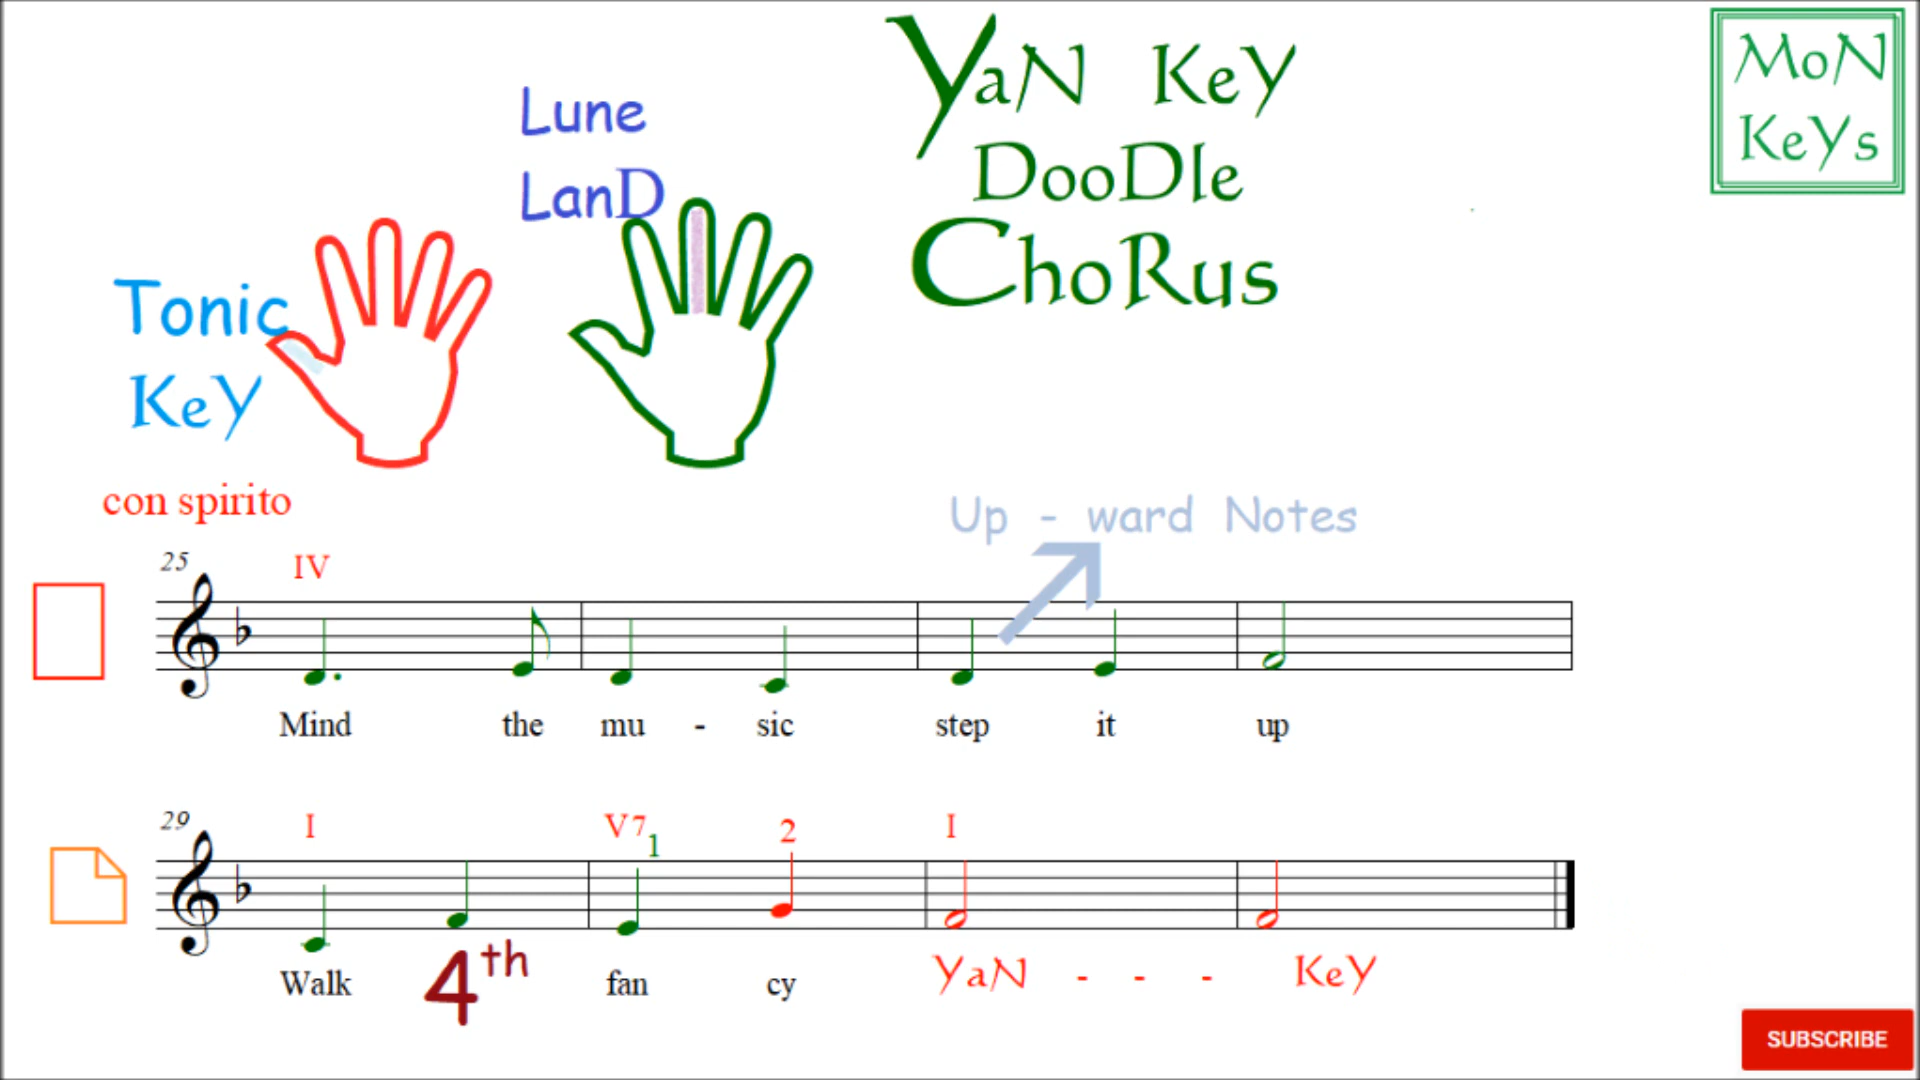 YaN KeY
DooDle
ChoRus
MoN
KeYs
Lune
LanD
Tonic
KeY
con spirito
Up - ward Notes
25
IV
Mind the mu - sic step it up
29
I V7 1 2 I
Walk 4th fan cy YaN - - - KeY
SUBSCRIBE